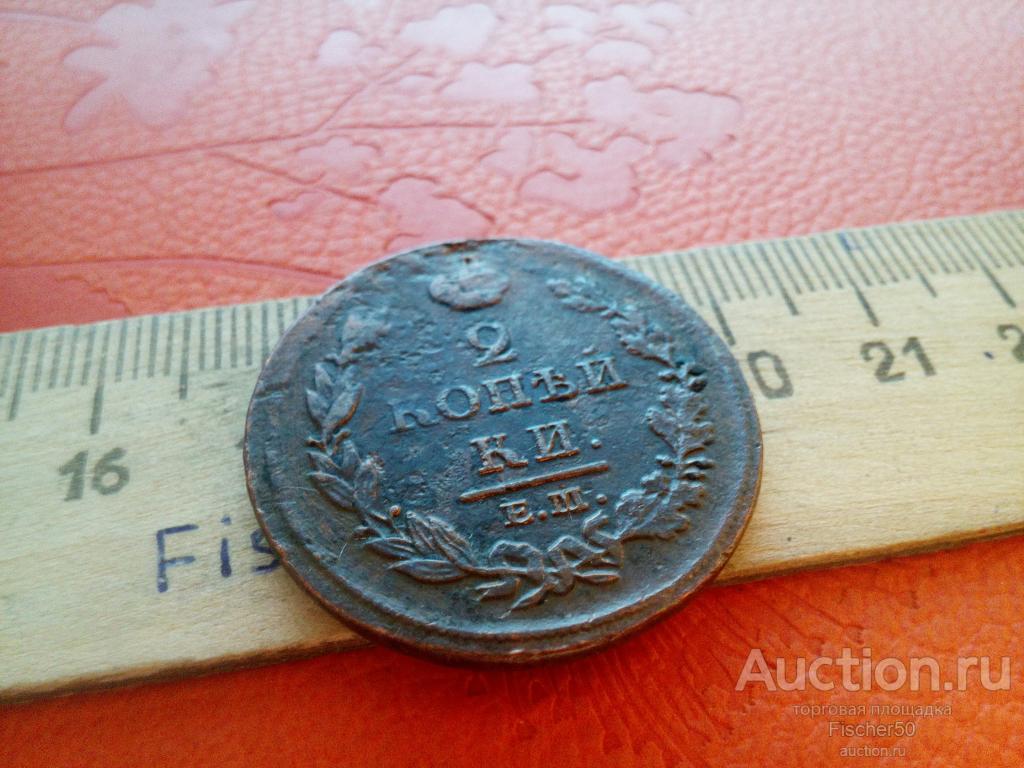 2
КОПѢЙ
КИ.
Е.М.
16
21
Fis
Auction.ru
торговая площадка
Fischer50
auction.ru